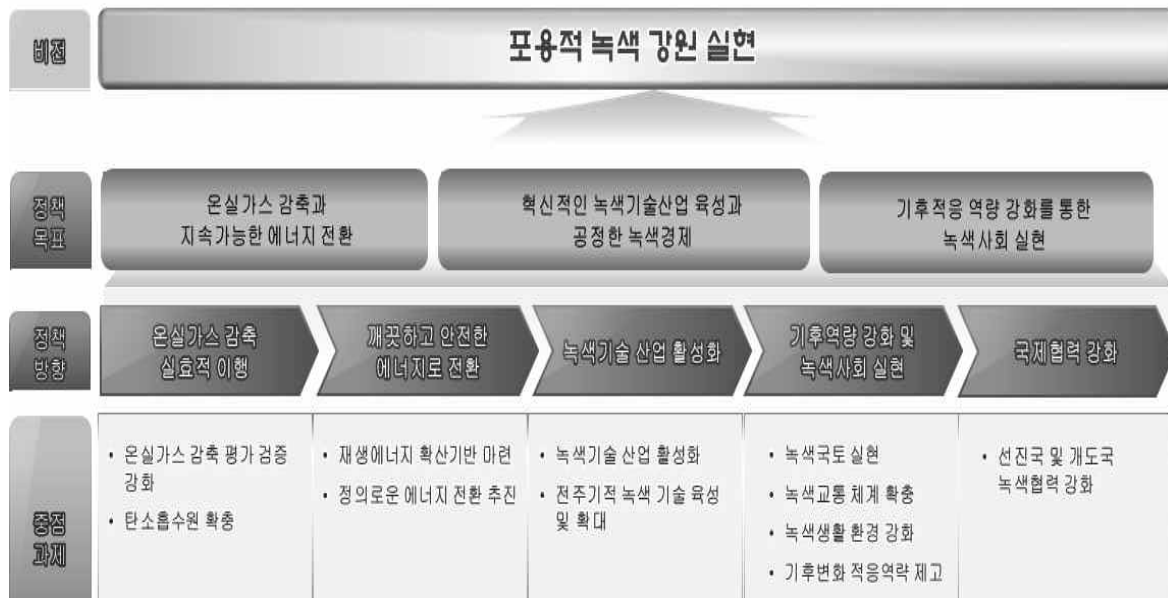 비전
포용적 녹색 강원 실현
정책
목표
온실가스 감축과
지속가능한 에너지 전환
혁신적인 녹색기술산업 육성과
공정한 녹색경제
기후적응 역량 강화를 통한
녹색사회 실현
정책
방향
온실가스 감축
실효적 이행
깨끗하고 안전한
에너지로 전환
녹색기술 산업 활성화
기후역량 강화 및
녹색사회 실현
국제협력 강화
중점
과제
• 온실가스 감축 평가 검증
강화
• 탄소흡수원 확충
• 재생에너지 확산기반 마련
• 정의로운 에너지 전환 추진
• 녹색기술 산업 활성화
• 전주기적 녹색 기술 육성
및 확대
• 녹색국토 실현
• 녹색교통 체계 확충
• 녹색생활 환경 강화
• 기후변화 적응역략 제고
• 선진국 및 개도국
녹색협력 강화